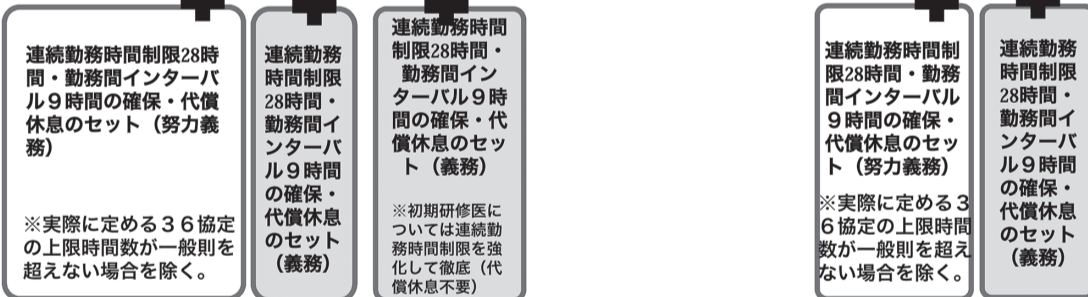 連続勤務時間制限28時
間・勤務間インターバ
ル９時間の確保・代償
休息のセット（努力義
務）
※実際に定める３６協定
の上限時間数が一般則を
超えない場合を除く。
連続勤務
時間制限
28時間・
勤務間イ
ンターバ
ル９時間
の確保・
代償休息
のセット
（義務）
連続勤務時間
制限28時間・
勤務間イン
ターバル９時
間の確保・代
償休息のセッ
ト（義務）
※初期研修医に
ついては連続勤
務時間制限を強
化して徹底（代
償休息不要）
連続勤務時間制
限28時間・勤務
間インターバル
９時間の確保・
代償休息のセッ
ト（努力義務）
※実際に定める３
６協定の上限時間
数が一般則を超え
ない場合を除く。
連続勤務
時間制限
28時間・
勤務間イ
ンターバ
ル９時間
の確保・
代償休息
のセット
（義務）